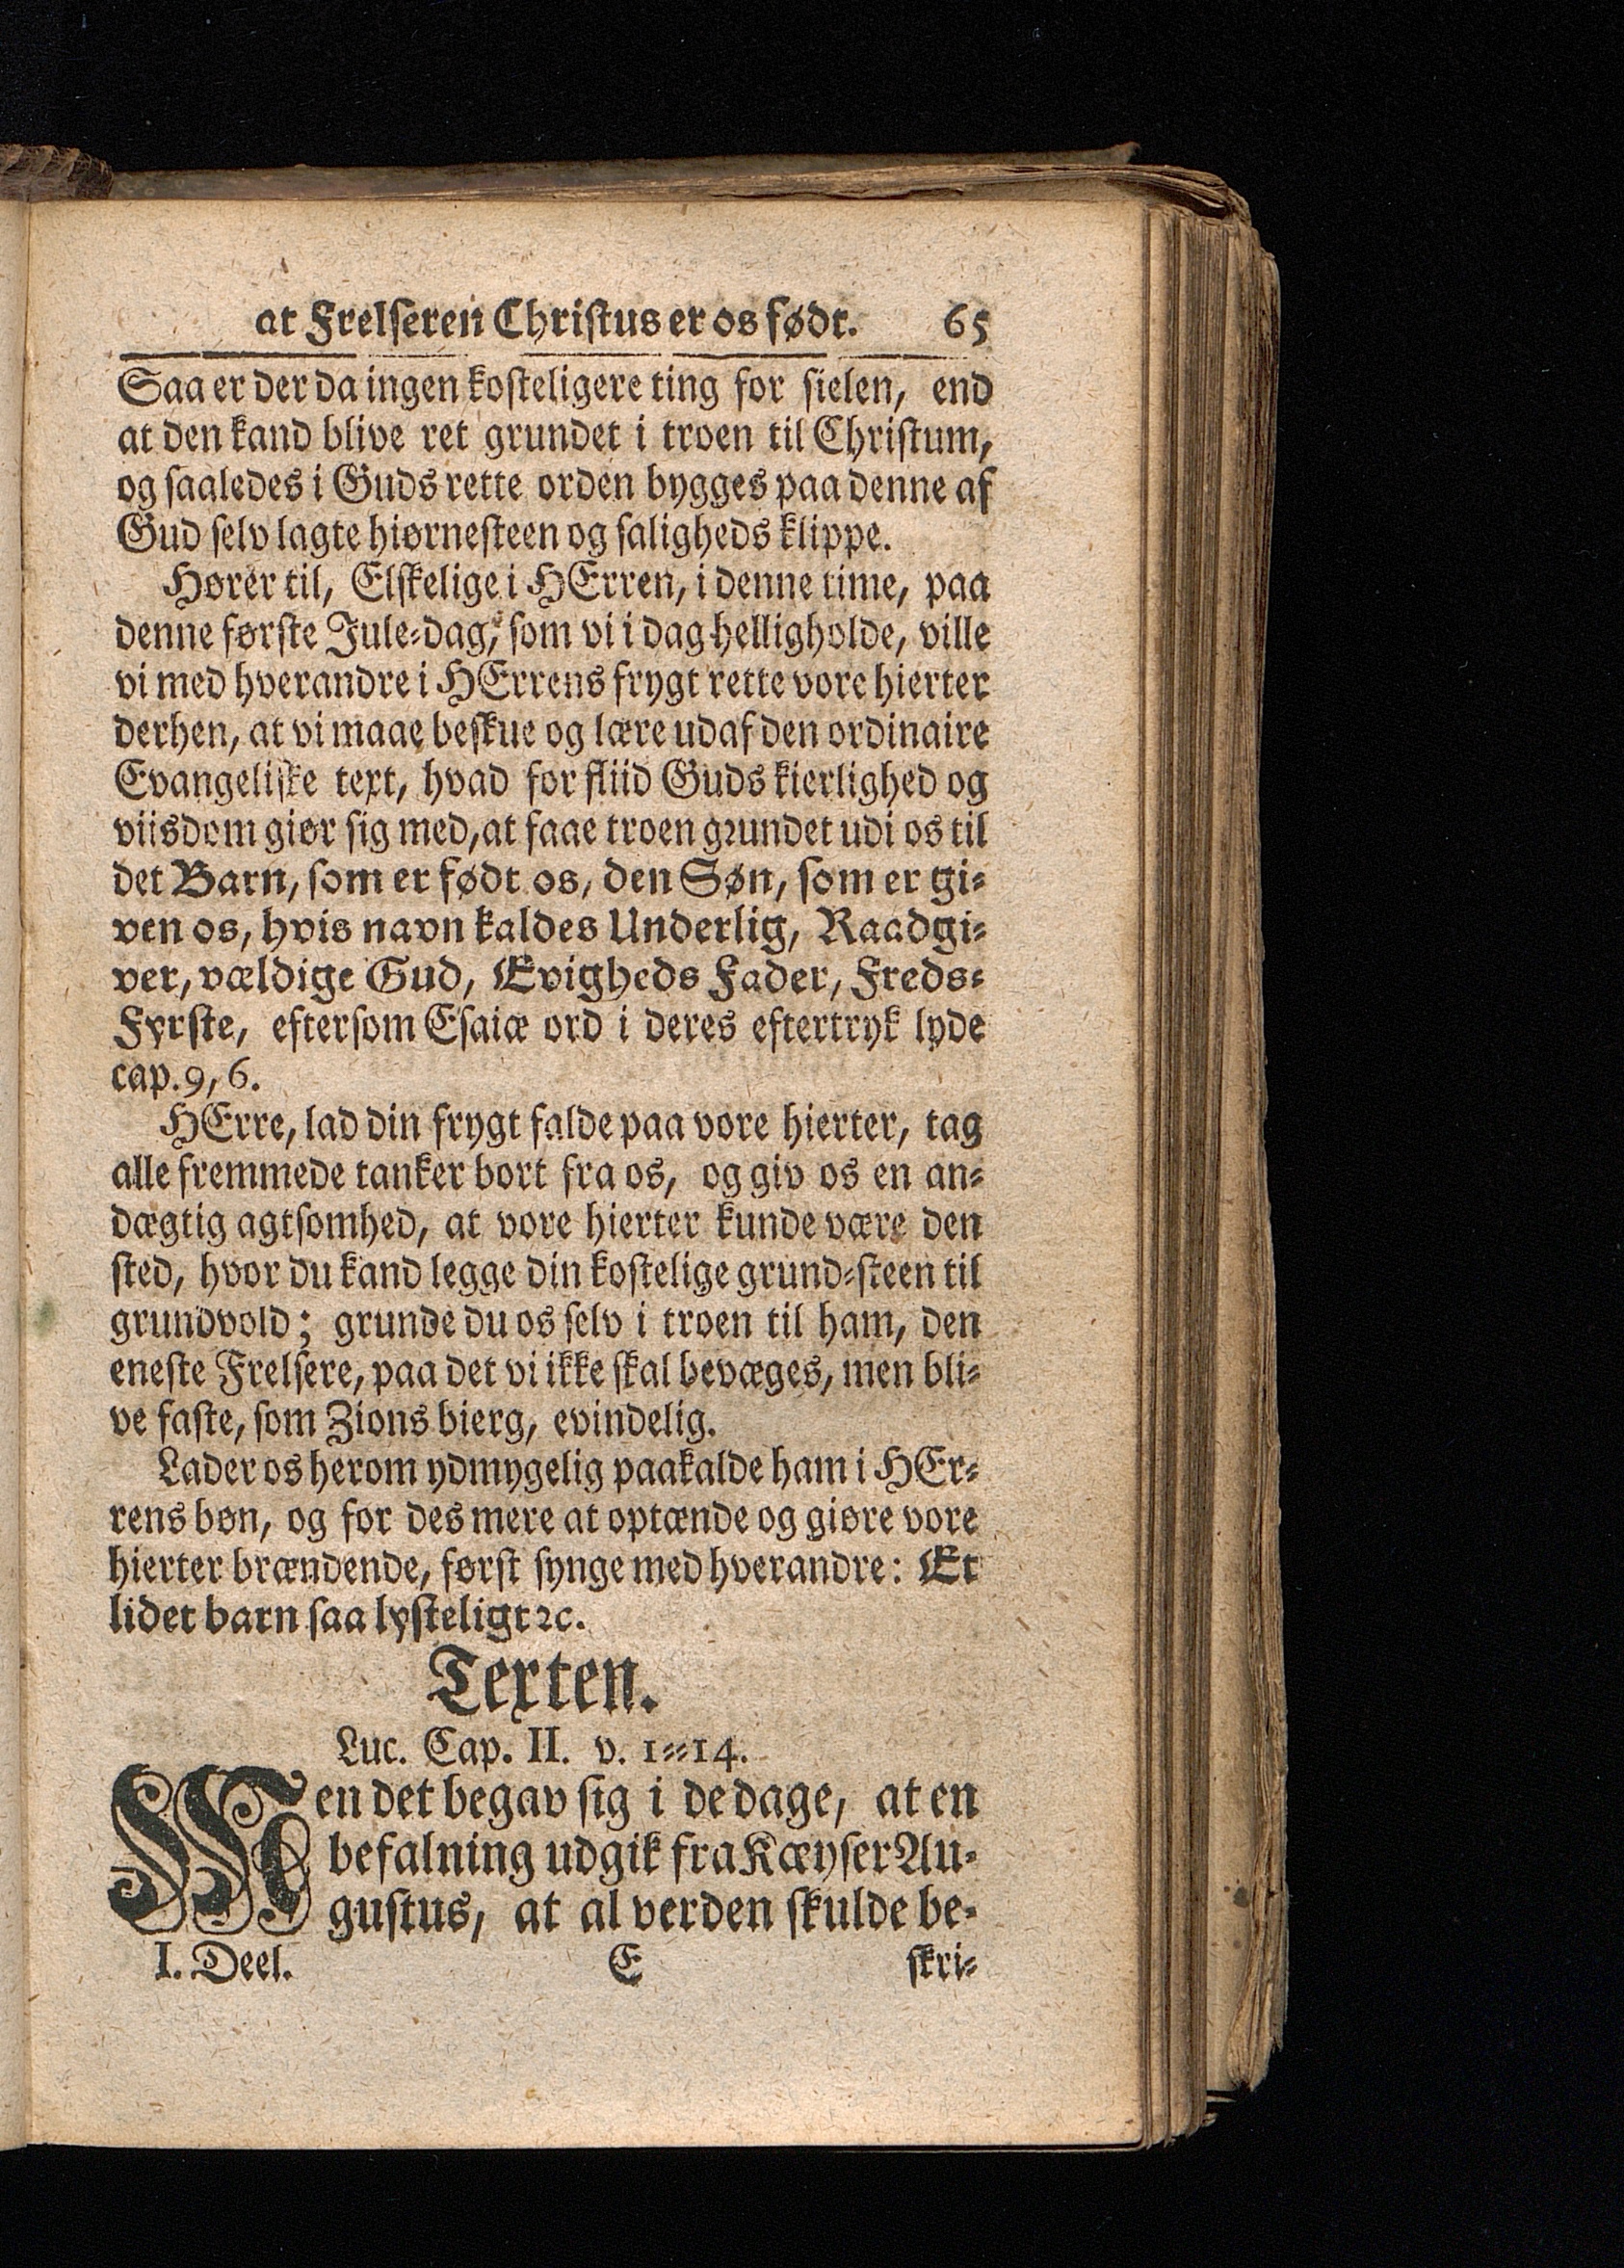 at Frelseren Christus er os født. 65
Saa er der da ingen kosteligere ting for sielen, end
at den kand blive ret grundet i troen til Christum,
og saaledes i Guds rette orden bygges paa denne af
Gud selv lagte hiørnesteen og saligheds klippe.
Hører til, Elskelige i HErren, i denne time, paa
denne første Jule-dag, som vi i dag helligholde, ville
vi med hverandre i HErrens frygt rette vore hierter
derhen, at vi maae beskue og lære udaf den ordinaire
Evangeliske text, hvad for fliid Guds kierlighed og
viisdom giør sig med, at faae troen grundet udi os til
det Barn, som er født os, den Søn, som er gi-
ven os, hvis navn kaldes Underlig, Raadgi-
ver, vældige Gud, Evigheds Fader, Freds-
Fyrste, eftersom Esaiæ ord i deres eftertryk lyde
cap. 9, 6.
HErre, lad din frygt falde paa vore hierter, tag
alle fremmede tanker bort fra os, og giv os en an-
dægtig agtsomhed, at vore hierter kunde være den
sted, hvor du kand legge din kostelige grund-steen til
grundvold; grunde du os selv i troen til ham, den
eneste Frelsere, paa det vi ikke skal bevæges, men bli-
ve faste, som Zions bierg, evindelig.
Lader os herom ydmygelig paakalde ham i HEr-
rens bøn, og for des mere at optænde og giøre vore
hierter brændende, først synge med hverandre: Et
lidet barn saa lysteligt ꝛc.
Texten.
Luc. Cap. II. v. 1-14.
Men det begav sig i de dage, at en
befalning udgik fra Kæyser Au-
gustus, at al verden skulde be-
I. Deel. E skri-